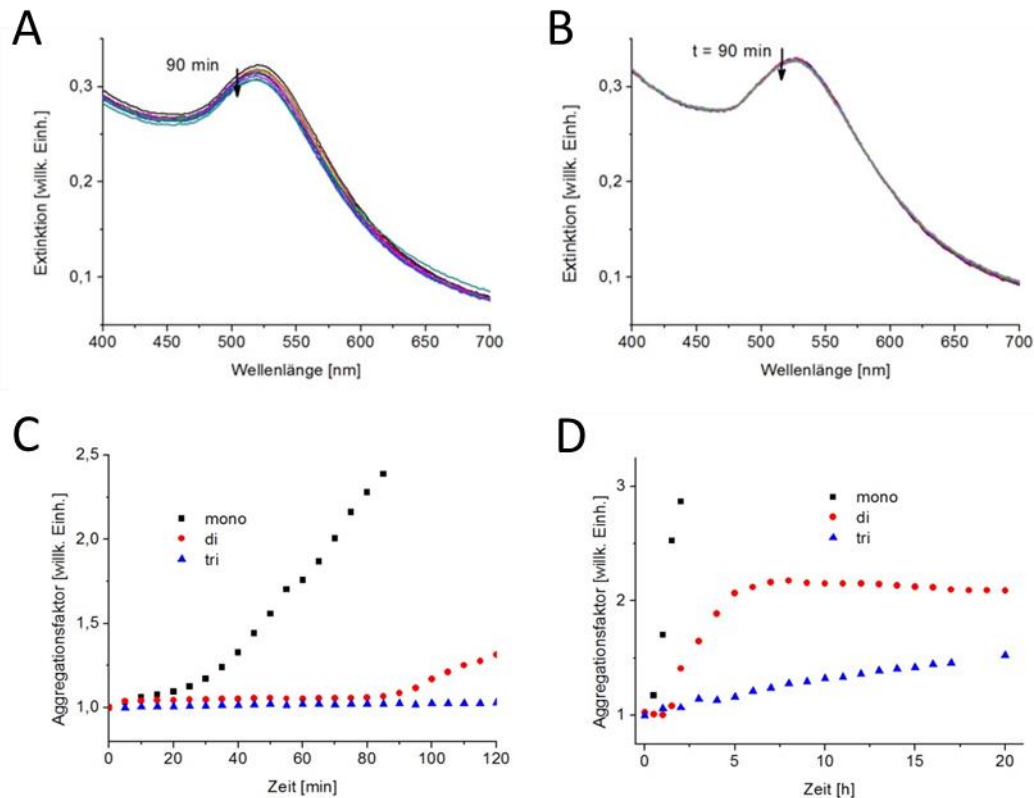 A
90 min
0,3
0,2
0,1
Extinktion [willk. Einh.]
400 450 500 550 600 650 700
Wellenlänge [nm]
B
t = 90 min
0,3
0,2
0,1
Extinktion [willk. Einh.]
400 450 500 550 600 650 700
Wellenlänge [nm]
C
2,5
2,0
1,5
1,0
Aggregationsfaktor [willk. Einh.]
mono
di
tri
0 20 40 60 80 100 120
Zeit [min]
D
3
2
1
Aggregationsfaktor [willk. Einh.]
mono
di
tri
0 5 10 15 20
Zeit [h]